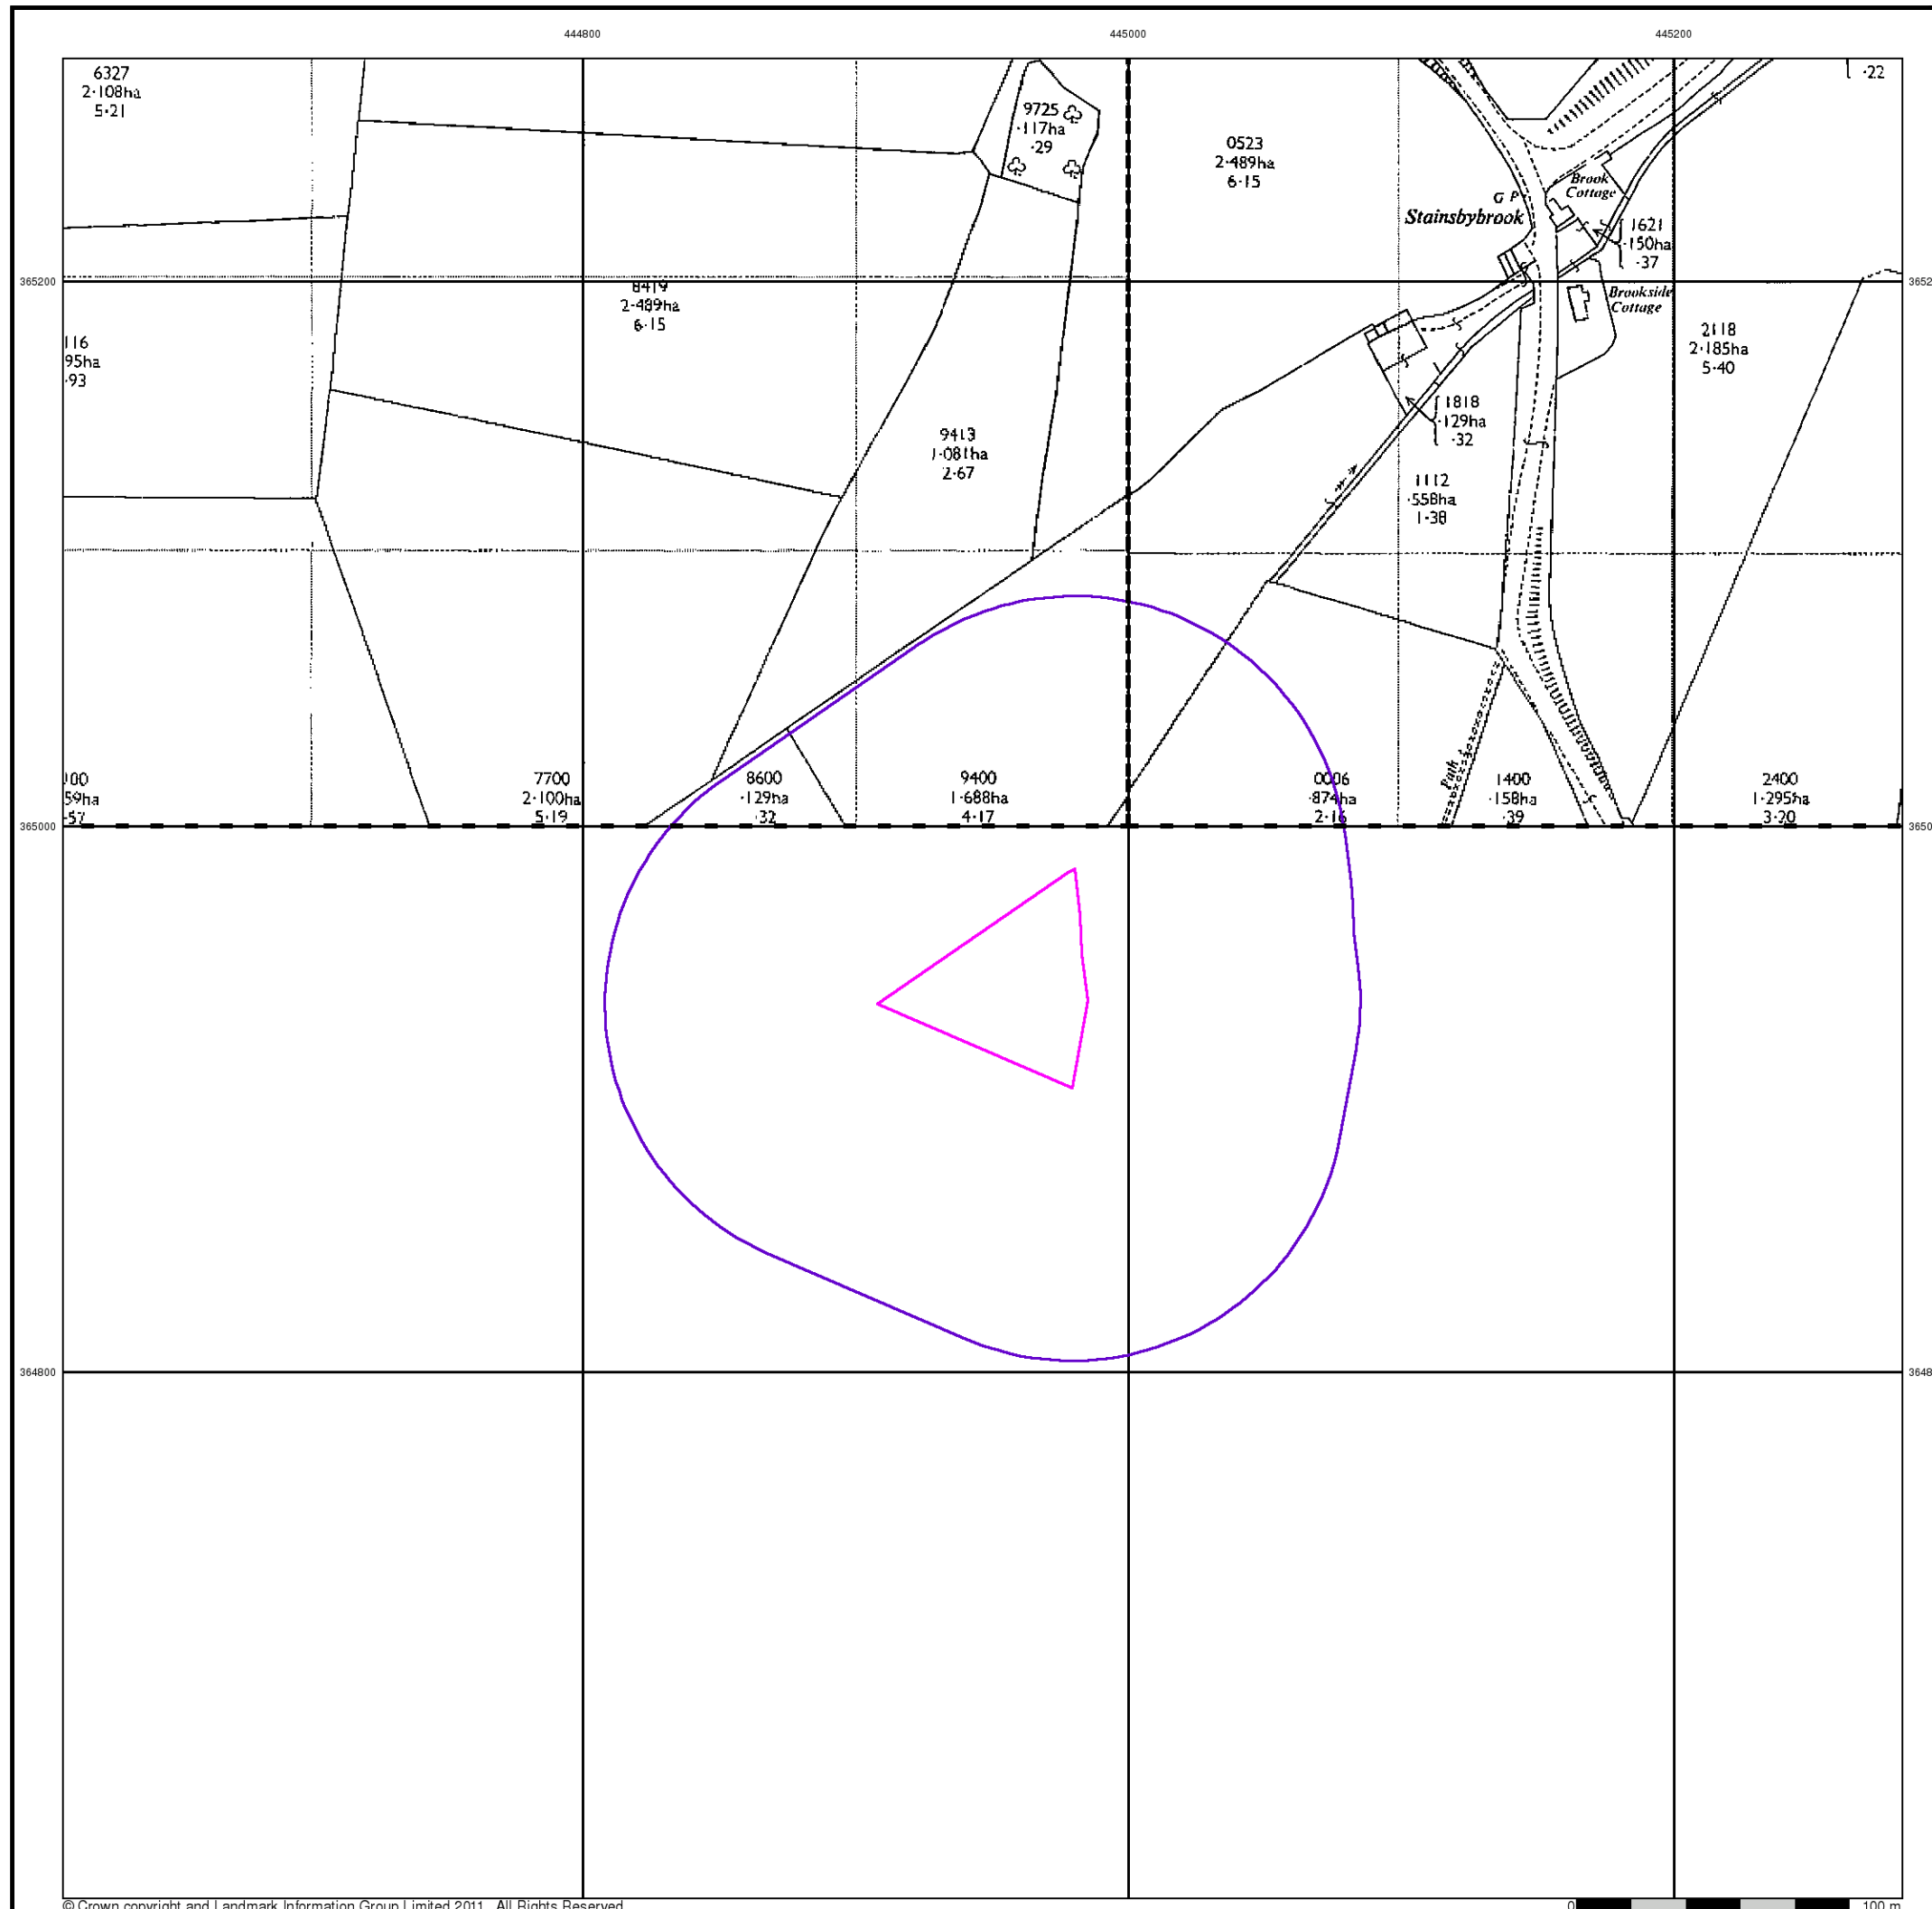 444800
445000
445200
6327
2·108ha
5·21
9725
·117ha
·29
0523
2·489ha
6·15
·22
G P
Stainsbybrook
Brook
Cottage
1621
·150ha
·37
365200
8419
2·489ha
6·15
Brookside
Cottage
2118
2·185ha
5·40
116
95ha
·93
9413
1·081ha
2·67
1818
·129ha
·32
1112
·558ha
1·38
Path
00
59ha
·57
7700
2·100ha
5·19
8600
·129ha
·32
9400
1·688ha
4·17
0006
·874ha
2·16
1400
·158ha
·39
2400
1·295ha
3·20
365000
364800
© Crown copyright and Landmark Information Group Limited 2011. All Rights Reserved.
0
100 m